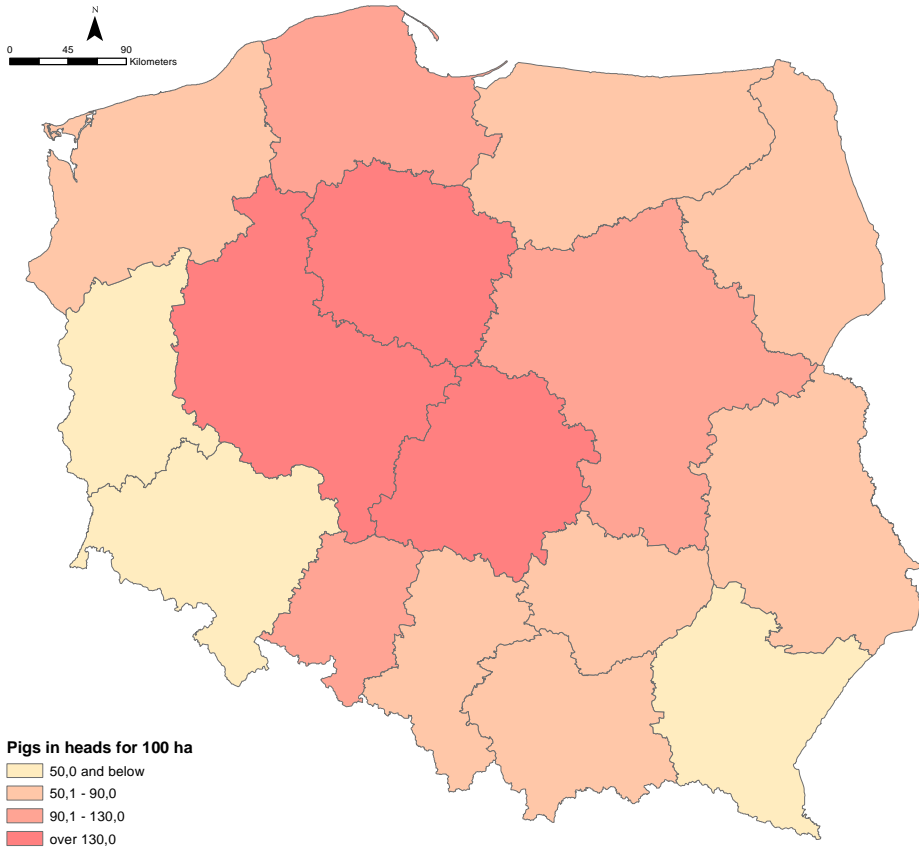 N
0 45 90
Kilometers
Pigs in heads for 100 ha
50,0 and below
50,1 - 90,0
90,1 - 130,0
over 130,0